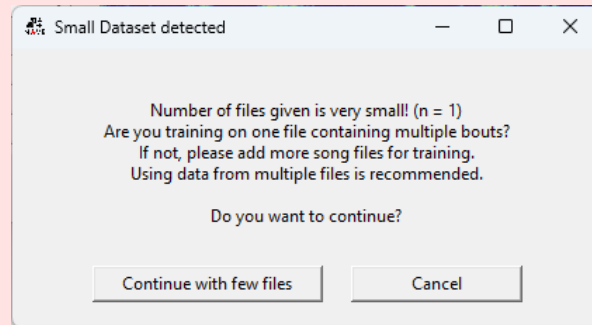 Small Dataset detected
Number of files given is very small! (n = 1)
Are you training on one file containing multiple bouts?
If not, please add more song files for training.
Using data from multiple files is recommended.
Do you want to continue?
Continue with few files
Cancel